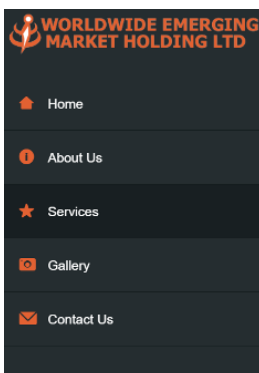 WORLDWIDE EMERGING
MARKET HOLDING LTD
Home
About Us
Services
Gallery
Contact Us